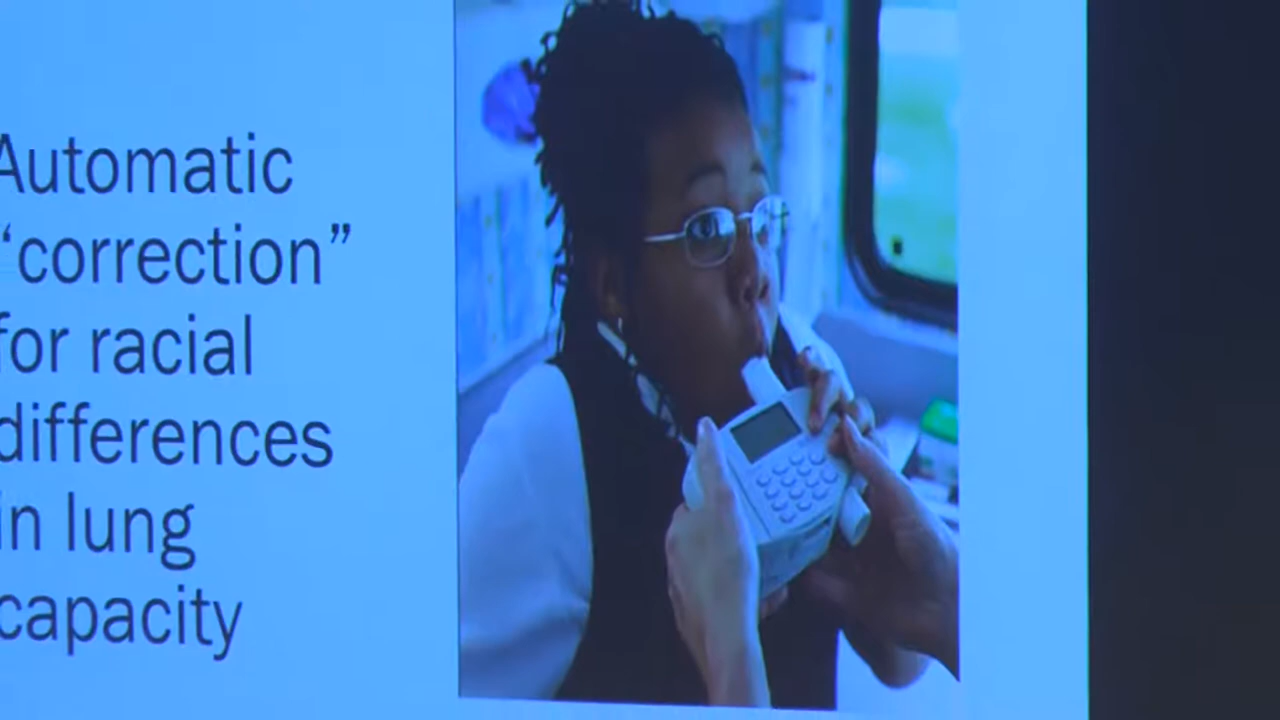 Automatic
“correction”
for racial
differences
in lung
capacity